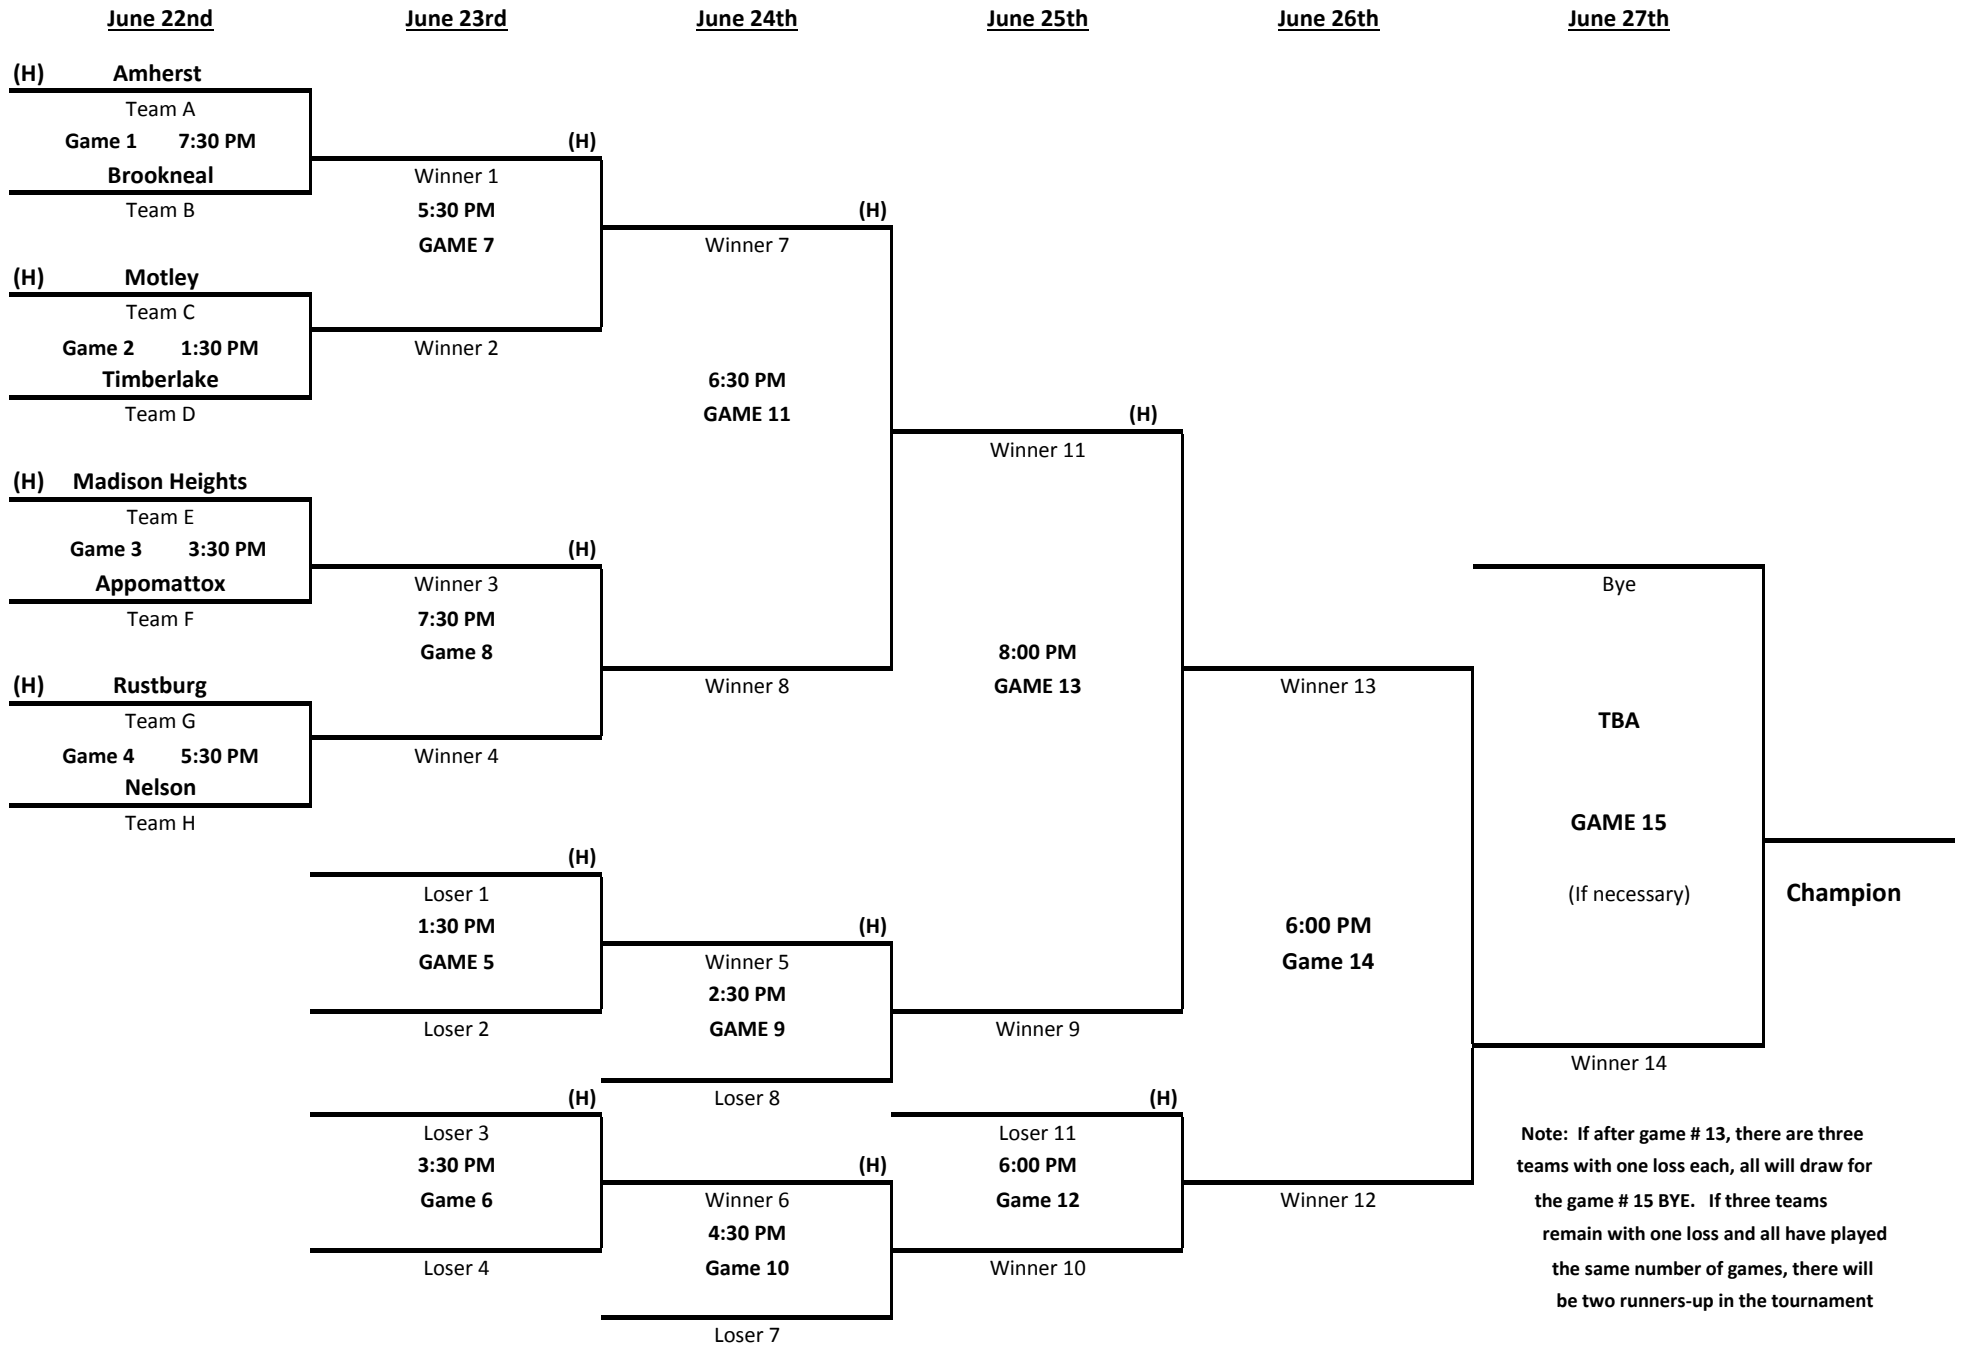 June 22nd June 23rd June 24th June 25th June 26th June 27th
(H) Amherst
Team A
Game 1 7:30 PM
Brookneal
Team B
(H) Motley
Team C
Game 2 1:30 PM
Timberlake
Team D
(H) Madison Heights
Team E
Game 3 3:30 PM
Appomattox
Team F
(H) Rustburg
Team G
Game 4 5:30 PM
Nelson
Team H
(H)
Winner 1
5:30 PM
GAME 7
Winner 2
(H)
Winner 3
7:30 PM
Game 8
Winner 4
(H)
Loser 1
1:30 PM
GAME 5
Loser 2
(H)
Loser 3
3:30 PM
Game 6
Loser 4
(H)
Winner 7
6:30 PM
GAME 11
Winner 8
(H)
Winner 5
2:30 PM
GAME 9
Loser 8
(H)
Winner 6
4:30 PM
Game 10
Loser 7
(H)
Winner 11
8:00 PM
GAME 13
Winner 9
(H)
Loser 11
6:00 PM
Game 12
Winner 10
Winner 13
6:00 PM
Game 14
Winner 12
Bye
TBA
GAME 15
(If necessary)
Winner 14
Champion
Note: If after game # 13, there are three
teams with one loss each, all will draw for
the game # 15 BYE. If three teams
remain with one loss and all have played
the same number of games, there will
be two runners-up in the tournament